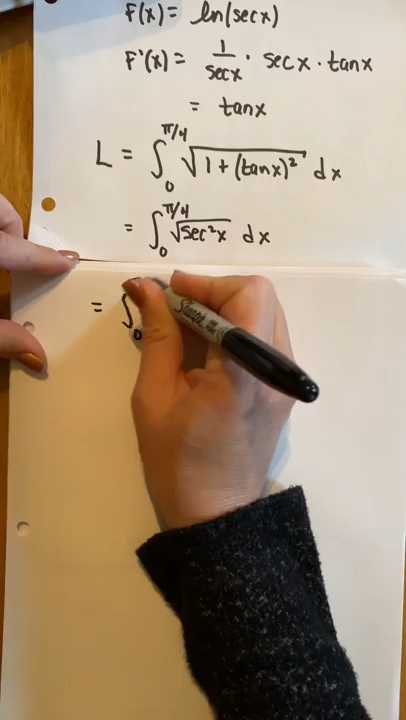 F(x) = ln(secx)
F'(x) = 1/secx · secx · tanx
= tanx
L = ∫₀^π/4 √(1 + (tanx)²) dx
= ∫₀^π/4 √(sec²x) dx
= ∫₀
Sharpie